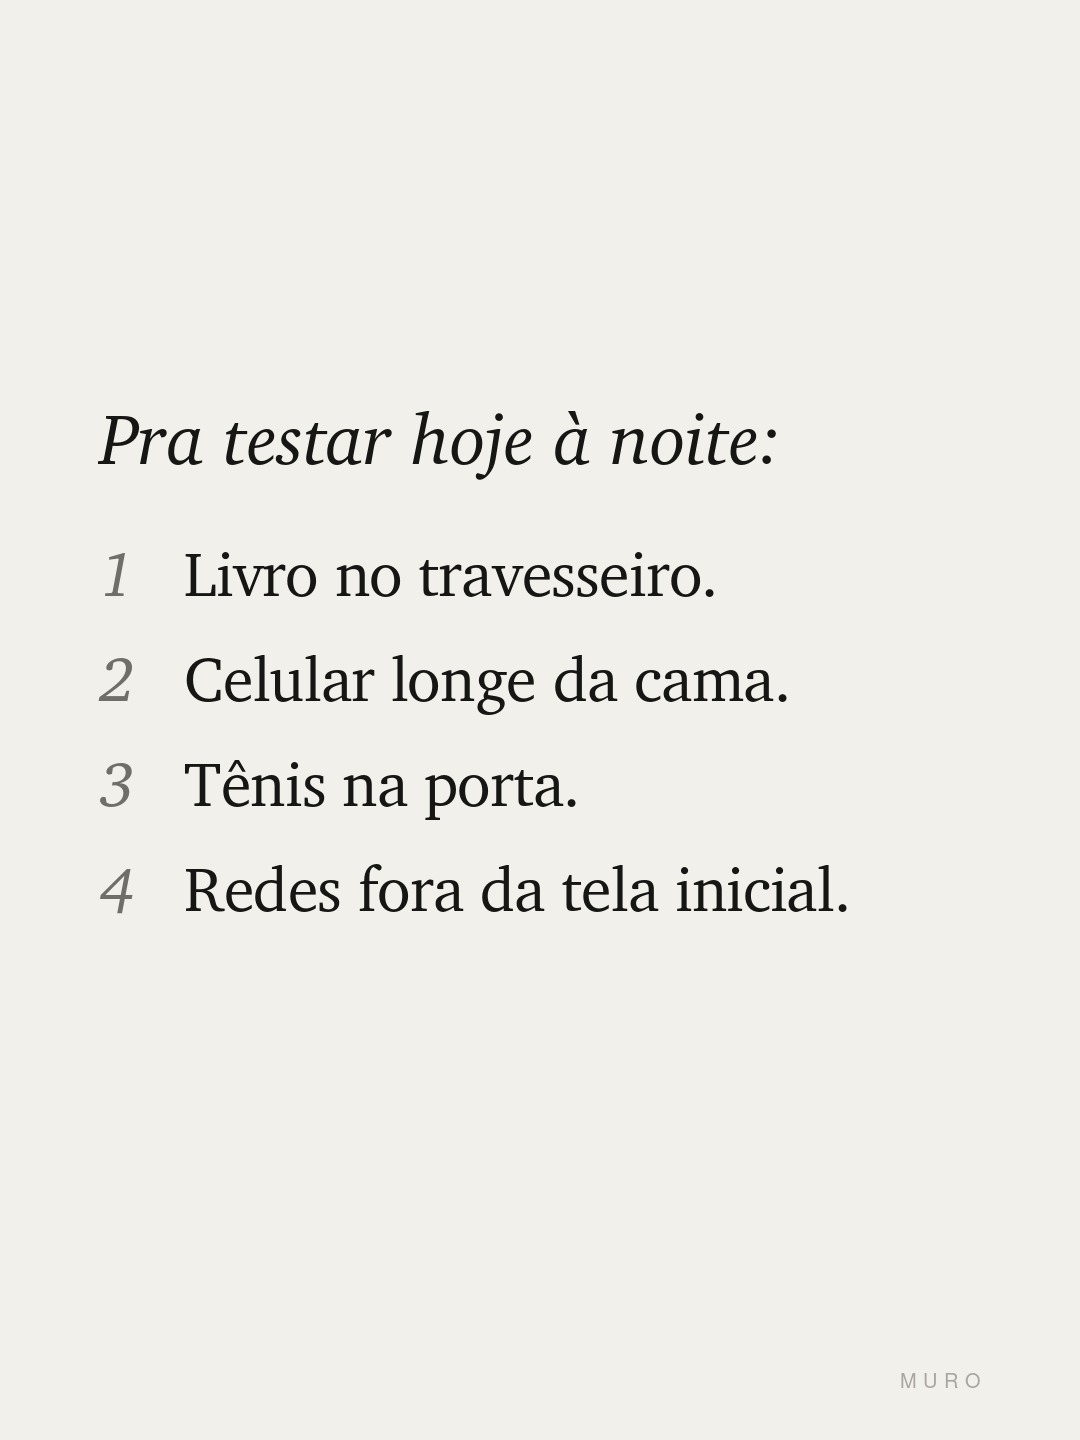 Pra testar hoje à noite:
1 Livro no travesseiro.
2 Celular longe da cama.
3 Tênis na porta.
4 Redes fora da tela inicial.
MURO